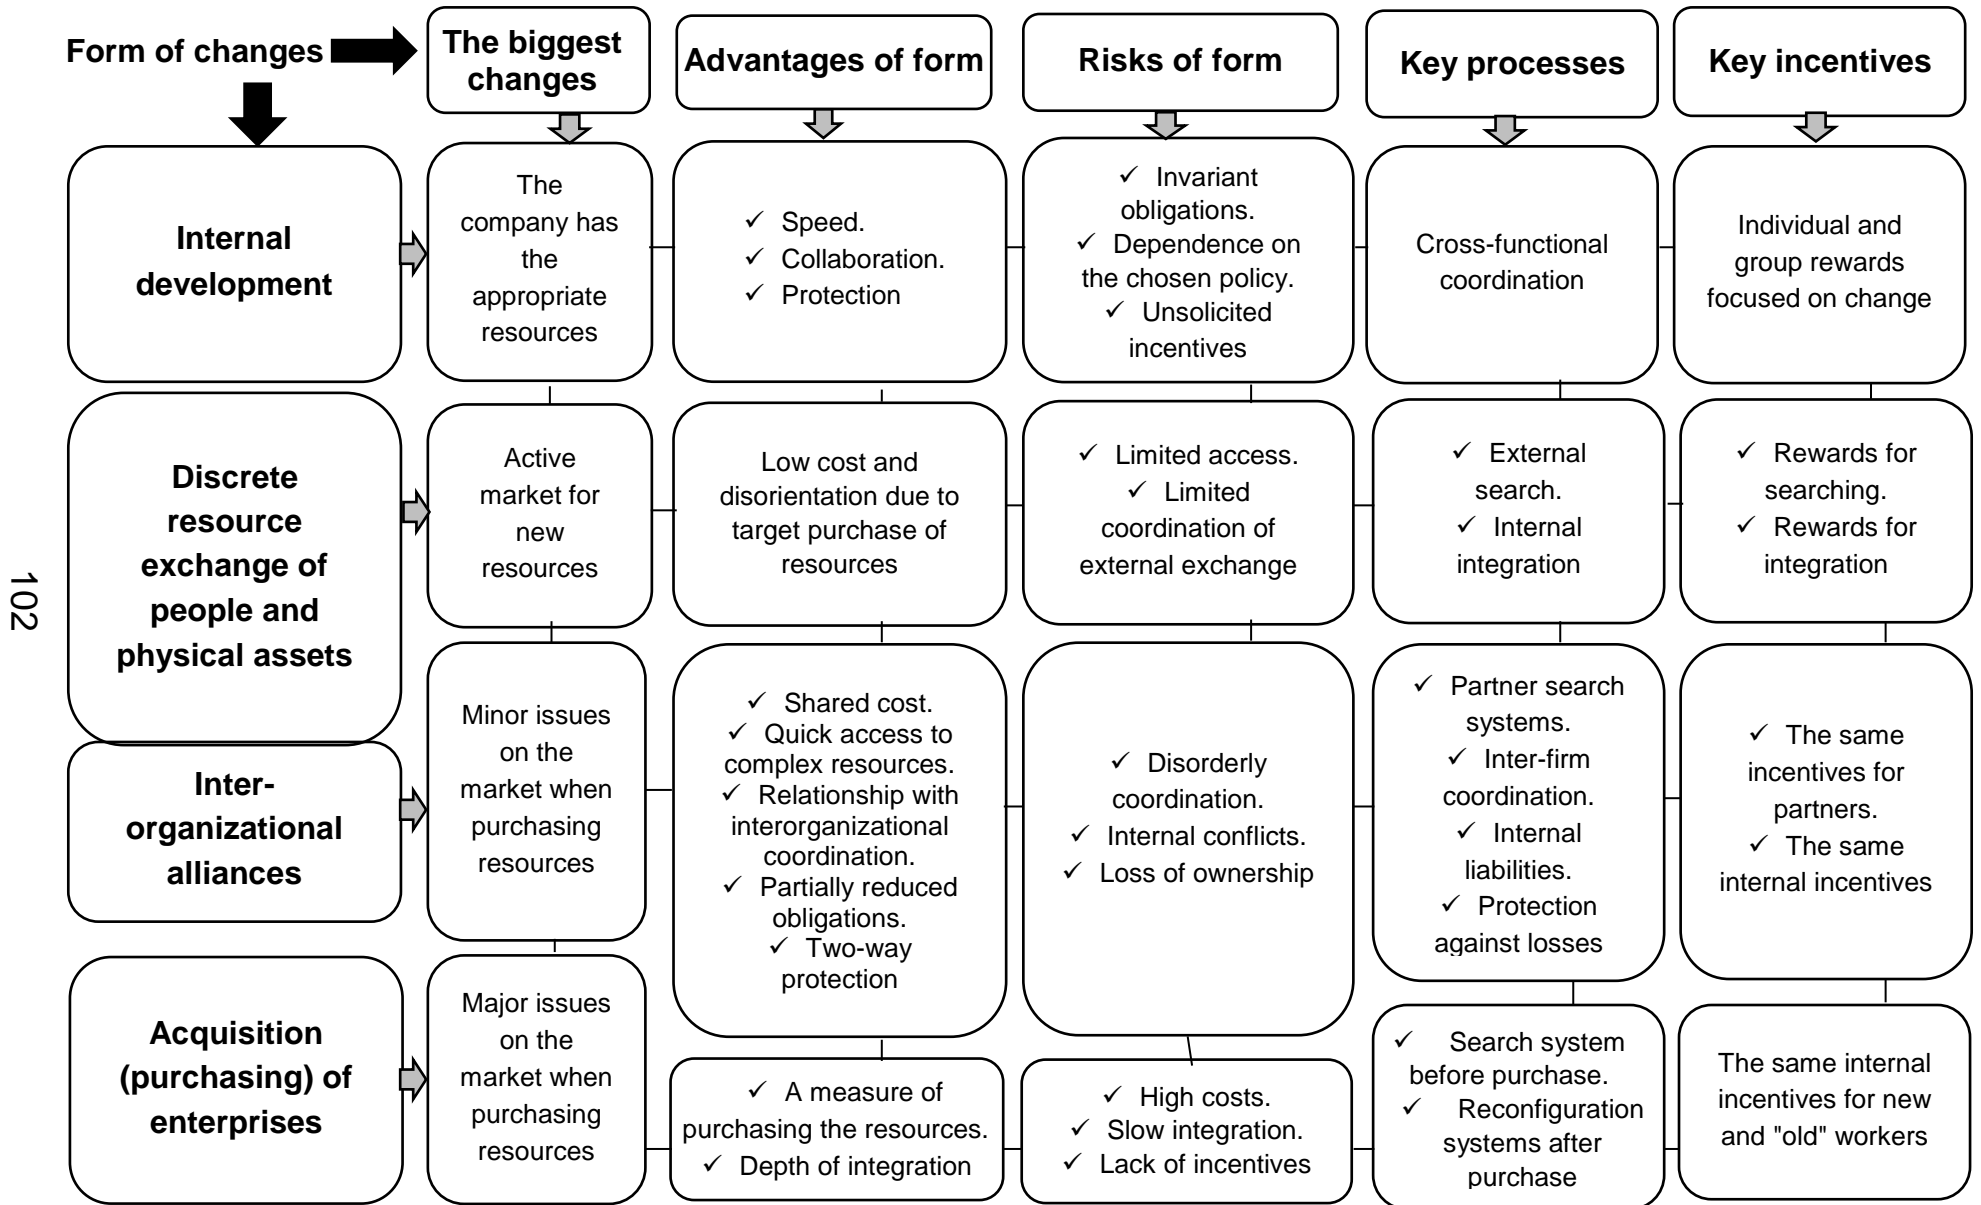 Form of changes
The biggest
changes
Advantages of form
Risks of form
Key processes
Key incentives
Internal
development
The
company has
the
appropriate
resources
✓ Speed.
✓ Collaboration.
✓ Protection
✓ Invariant
obligations.
✓ Dependence on
the chosen policy.
✓ Unsolicited
incentives
Cross-functional
coordination
Individual and
group rewards
focused on change
Discrete
resource
exchange of
people and
physical assets
Active
market for
new
resources
Low cost and
disorientation due to
target purchase of
resources
✓ Limited access.
✓ Limited
coordination of
external exchange
✓ External
search.
✓ Internal
integration
✓ Rewards for
searching.
✓ Rewards for
integration
Inter-
organizational
alliances
Minor issues
on the
market when
purchasing
resources
✓ Shared cost.
✓ Quick access to
complex resources.
✓ Relationship with
interorganizational
coordination.
✓ Partially reduced
obligations.
✓ Two-way
protection
✓ Disorderly
coordination.
✓ Internal conflicts.
✓ Loss of ownership
✓ Partner search
systems.
✓ Inter-firm
coordination.
✓ Internal
liabilities.
✓ Protection
against losses
✓ The same
incentives for
partners.
✓ The same
internal incentives
Acquisition
(purchasing) of
enterprises
Major issues
on the
market when
purchasing
resources
✓ A measure of
purchasing the resources.
✓ Depth of integration
✓ High costs.
✓ Slow integration.
✓ Lack of incentives
✓ Search system
before purchase.
✓ Reconfiguration
systems after
purchase
The same internal
incentives for new
and "old" workers
102